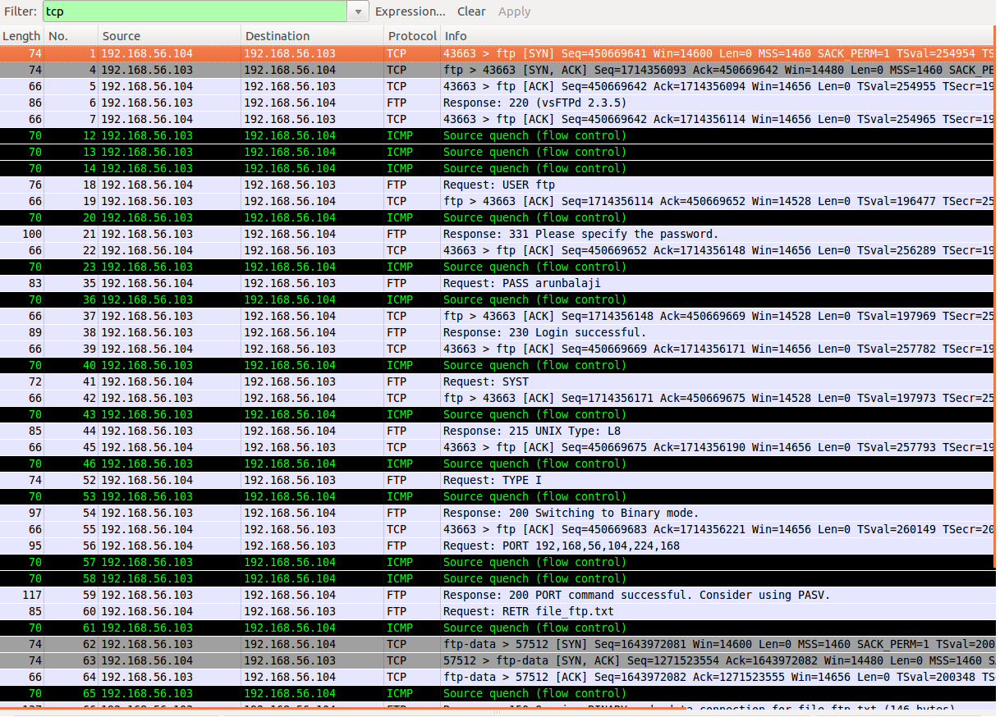 Filter: tcp Expression... Clear Apply
Length No. Source Destination Protocol Info
74 1 192.168.56.104 192.168.56.103 TCP 43663 > ftp [SYN] Seq=450669641 Win=14600 Len=0 MSS=1460 SACK_PERM=1 TSval=254954 TS
74 4 192.168.56.103 192.168.56.104 TCP ftp > 43663 [SYN, ACK] Seq=1714356093 Ack=450669642 Win=14480 Len=0 MSS=1460 SACK_PE
66 5 192.168.56.104 192.168.56.103 TCP 43663 > ftp [ACK] Seq=450669642 Ack=1714356094 Win=14656 Len=0 TSval=254955 TSecr=19
86 6 192.168.56.103 192.168.56.104 FTP Response: 220 (vsFTPd 2.3.5)
66 7 192.168.56.104 192.168.56.103 TCP 43663 > ftp [ACK] Seq=450669642 Ack=1714356114 Win=14656 Len=0 TSval=254965 TSecr=19
70 12 192.168.56.103 192.168.56.104 ICMP Source quench (flow control)
70 13 192.168.56.103 192.168.56.104 ICMP Source quench (flow control)
70 14 192.168.56.103 192.168.56.104 ICMP Source quench (flow control)
76 18 192.168.56.104 192.168.56.103 FTP Request: USER ftp
66 19 192.168.56.103 192.168.56.104 TCP ftp > 43663 [ACK] Seq=1714356114 Ack=450669652 Win=14528 Len=0 TSval=196477 TSecr=25
70 20 192.168.56.103 192.168.56.104 ICMP Source quench (flow control)
100 21 192.168.56.103 192.168.56.104 FTP Response: 331 Please specify the password.
66 22 192.168.56.104 192.168.56.103 TCP 43663 > ftp [ACK] Seq=450669652 Ack=1714356148 Win=14656 Len=0 TSval=256289 TSecr=19
70 23 192.168.56.103 192.168.56.104 ICMP Source quench (flow control)
83 35 192.168.56.104 192.168.56.103 FTP Request: PASS arunbalaji
70 36 192.168.56.103 192.168.56.104 ICMP Source quench (flow control)
66 37 192.168.56.103 192.168.56.104 TCP ftp > 43663 [ACK] Seq=1714356148 Ack=450669669 Win=14528 Len=0 TSval=197969 TSecr=25
89 38 192.168.56.103 192.168.56.104 FTP Response: 230 Login successful.
66 39 192.168.56.104 192.168.56.103 TCP 43663 > ftp [ACK] Seq=450669669 Ack=1714356171 Win=14656 Len=0 TSval=257782 TSecr=19
70 40 192.168.56.103 192.168.56.104 ICMP Source quench (flow control)
72 41 192.168.56.104 192.168.56.103 FTP Request: SYST
66 42 192.168.56.103 192.168.56.104 TCP ftp > 43663 [ACK] Seq=1714356171 Ack=450669675 Win=14528 Len=0 TSval=197973 TSecr=25
70 43 192.168.56.103 192.168.56.104 ICMP Source quench (flow control)
85 44 192.168.56.103 192.168.56.104 FTP Response: 215 UNIX Type: L8
66 45 192.168.56.104 192.168.56.103 TCP 43663 > ftp [ACK] Seq=450669675 Ack=1714356190 Win=14656 Len=0 TSval=257793 TSecr=19
70 46 192.168.56.103 192.168.56.104 ICMP Source quench (flow control)
74 52 192.168.56.104 192.168.56.103 FTP Request: TYPE I
70 53 192.168.56.103 192.168.56.104 ICMP Source quench (flow control)
97 54 192.168.56.103 192.168.56.104 FTP Response: 200 Switching to Binary mode.
66 55 192.168.56.104 192.168.56.103 TCP 43663 > ftp [ACK] Seq=450669683 Ack=1714356221 Win=14656 Len=0 TSval=260149 TSecr=20
95 56 192.168.56.104 192.168.56.103 FTP Request: PORT 192,168,56,104,224,168
70 57 192.168.56.103 192.168.56.104 ICMP Source quench (flow control)
70 58 192.168.56.103 192.168.56.104 ICMP Source quench (flow control)
117 59 192.168.56.103 192.168.56.104 FTP Response: 200 PORT command successful. Consider using PASV.
85 60 192.168.56.104 192.168.56.103 FTP Request: RETR file_ftp.txt
70 61 192.168.56.103 192.168.56.104 ICMP Source quench (flow control)
74 62 192.168.56.103 192.168.56.104 TCP ftp-data > 57512 [SYN] Seq=1643972081 Win=14600 Len=0 MSS=1460 SACK_PERM=1 TSval=200
74 63 192.168.56.104 192.168.56.103 TCP 57512 > ftp-data [SYN, ACK] Seq=1271523554 Ack=1643972082 Win=14480 Len=0 MSS=1460 S
66 64 192.168.56.103 192.168.56.104 TCP ftp-data > 57512 [ACK] Seq=1643972082 Ack=1271523555 Win=14656 Len=0 TSval=200348 TS
70 65 192.168.56.103 192.168.56.104 ICMP Source quench (flow control)
connection for file_ftp.txt (146 bytes)